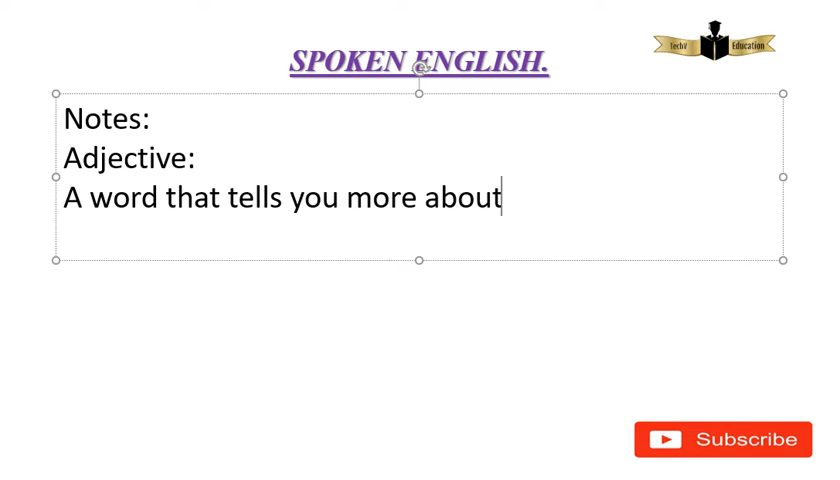 TechV Education
SPOKEN ENGLISH.
Notes:
Adjective:
A word that tells you more about
Subscribe